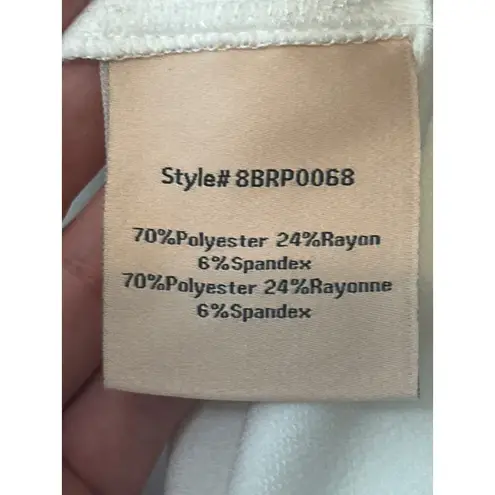 Style# 8BRP0068
70%Polyester 24%Rayon
6%Spandex
70%Polyester 24%Rayonne
6%Spandex